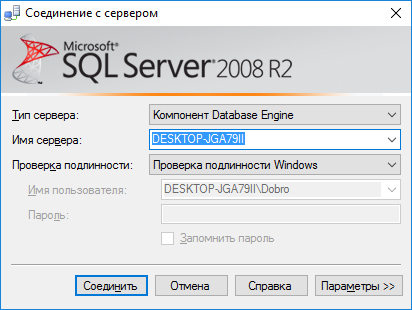 Соединение с сервером
Microsoft
SQL Server 2008 R2
Тип сервера: Компонент Database Engine
Имя сервера: DESKTOP-JGA79II
Проверка подлинности: Проверка подлинности Windows
Имя пользователя: DESKTOP-JGA79II\Dobro
Пароль:
Запомнить пароль
Соединить Отмена Справка Параметры >>